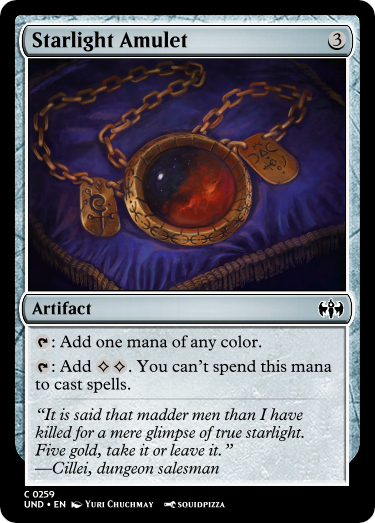 Starlight Amulet 3
Artifact
: Add one mana of any color.
: Add . You can't spend this mana
to cast spells.
“It is said that madder men than I have
killed for a mere glimpse of true starlight.
Five gold, take it or leave it.”
—Cillei, dungeon salesman
C 0259
UND • EN Yuri Chuchmay squidpizza